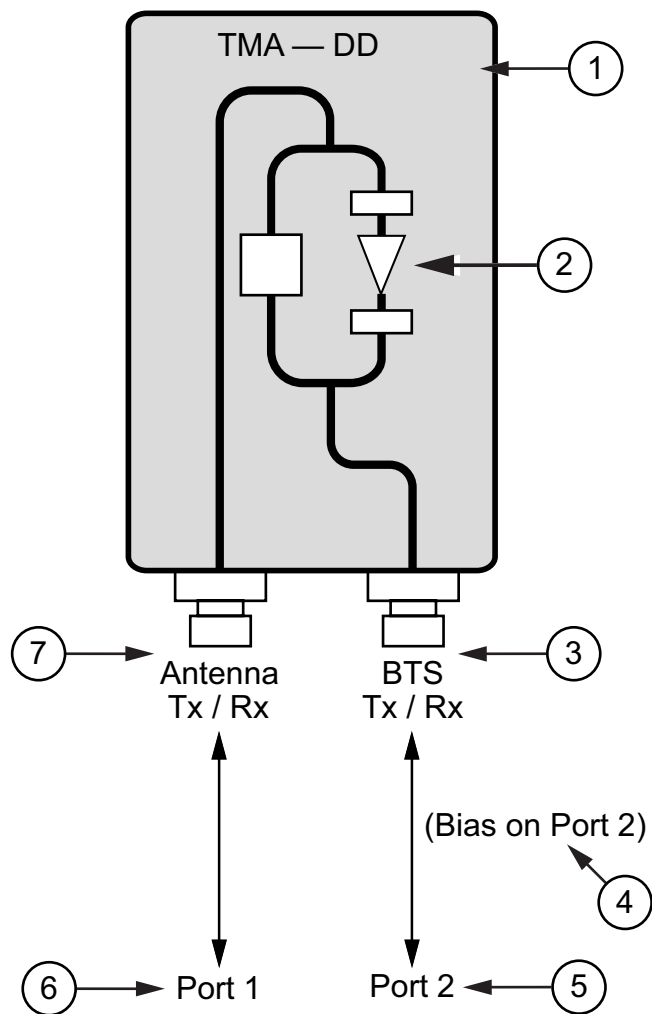 TMA — DD
1
2
7
3
Antenna
Tx / Rx
BTS
Tx / Rx
(Bias on Port 2)
4
6
Port 1
Port 2
5